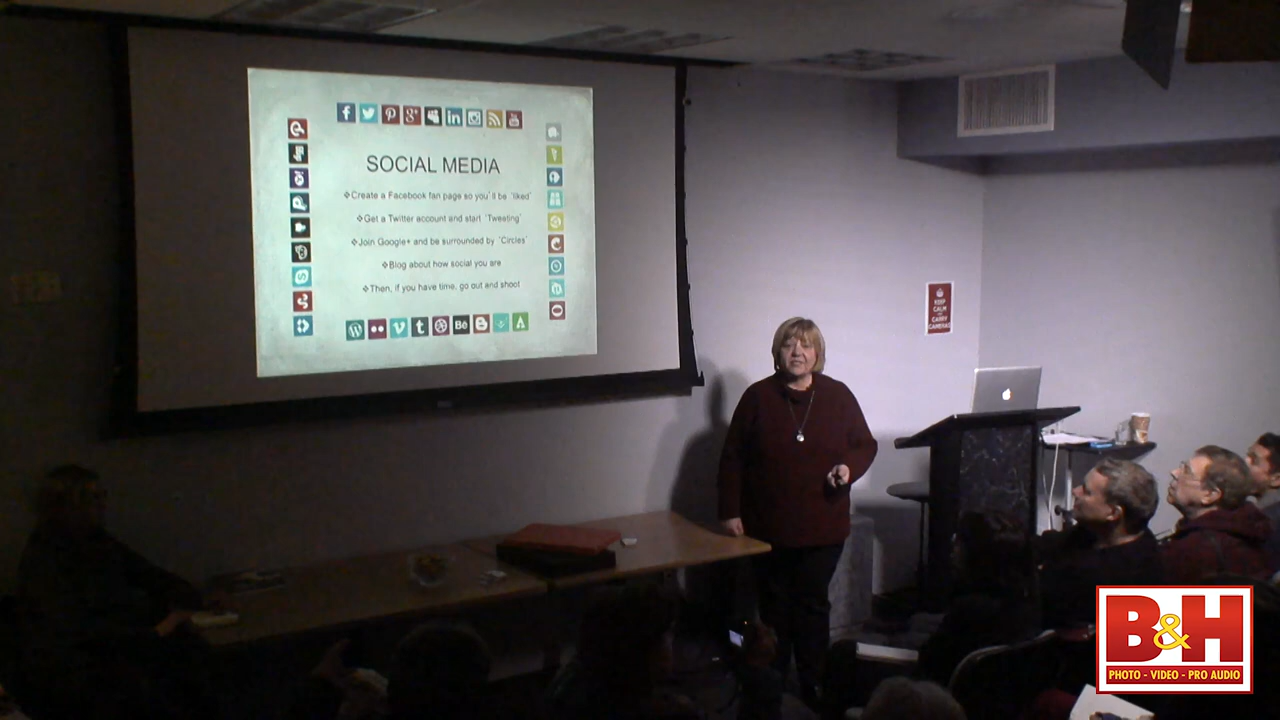 SOCIAL MEDIA
❖Create a Facebook fan page so you'll be "liked"
❖Get a Twitter account and start "Tweeting"
❖Join Google+ and be surrounded by "Circles"
❖Blog about how social you are
❖Then, if you have time, go out and shoot
KEEP
CALM
AND
CARRY
CAMERAS
B&H
PHOTO - VIDEO - PRO AUDIO